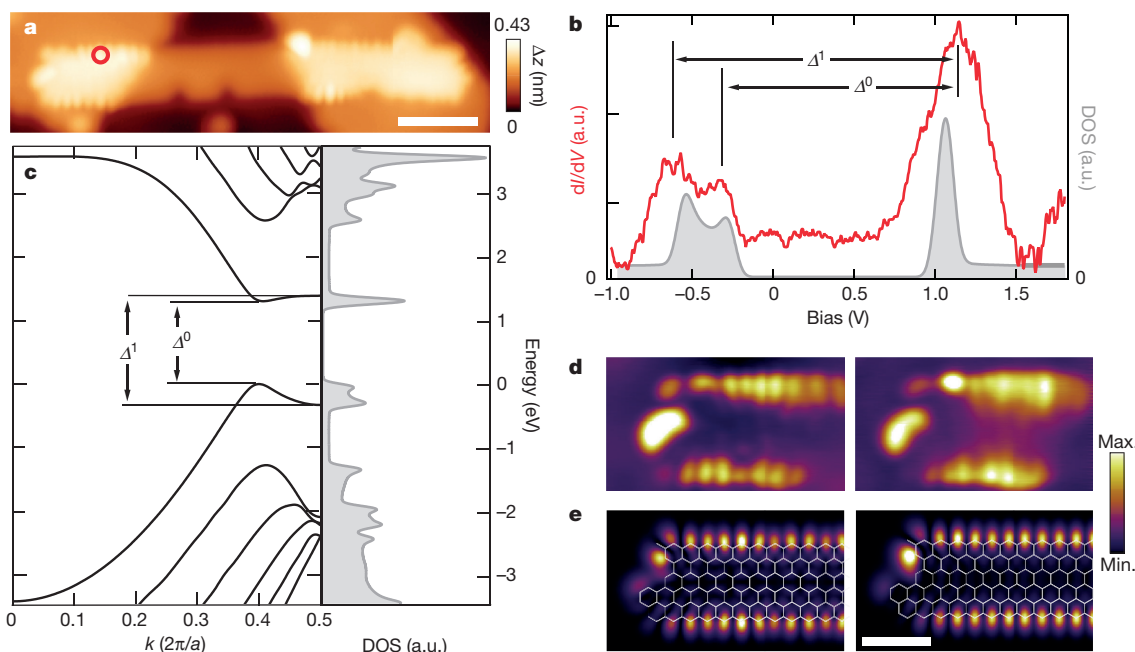 a
0.43
Δz (nm)
0
b
Δ¹
Δ⁰
dI/dV (a.u.)
DOS (a.u.)
0
0
−1.0
−0.5
0
0.5
1.0
1.5
Bias (V)
c
Δ¹
Δ⁰
3
2
1
0
−1
−2
−3
Energy (eV)
0
0.1
0.2
0.3
0.4
0.5
k (2π/a)
DOS (a.u.)
d
e
Max.
Min.